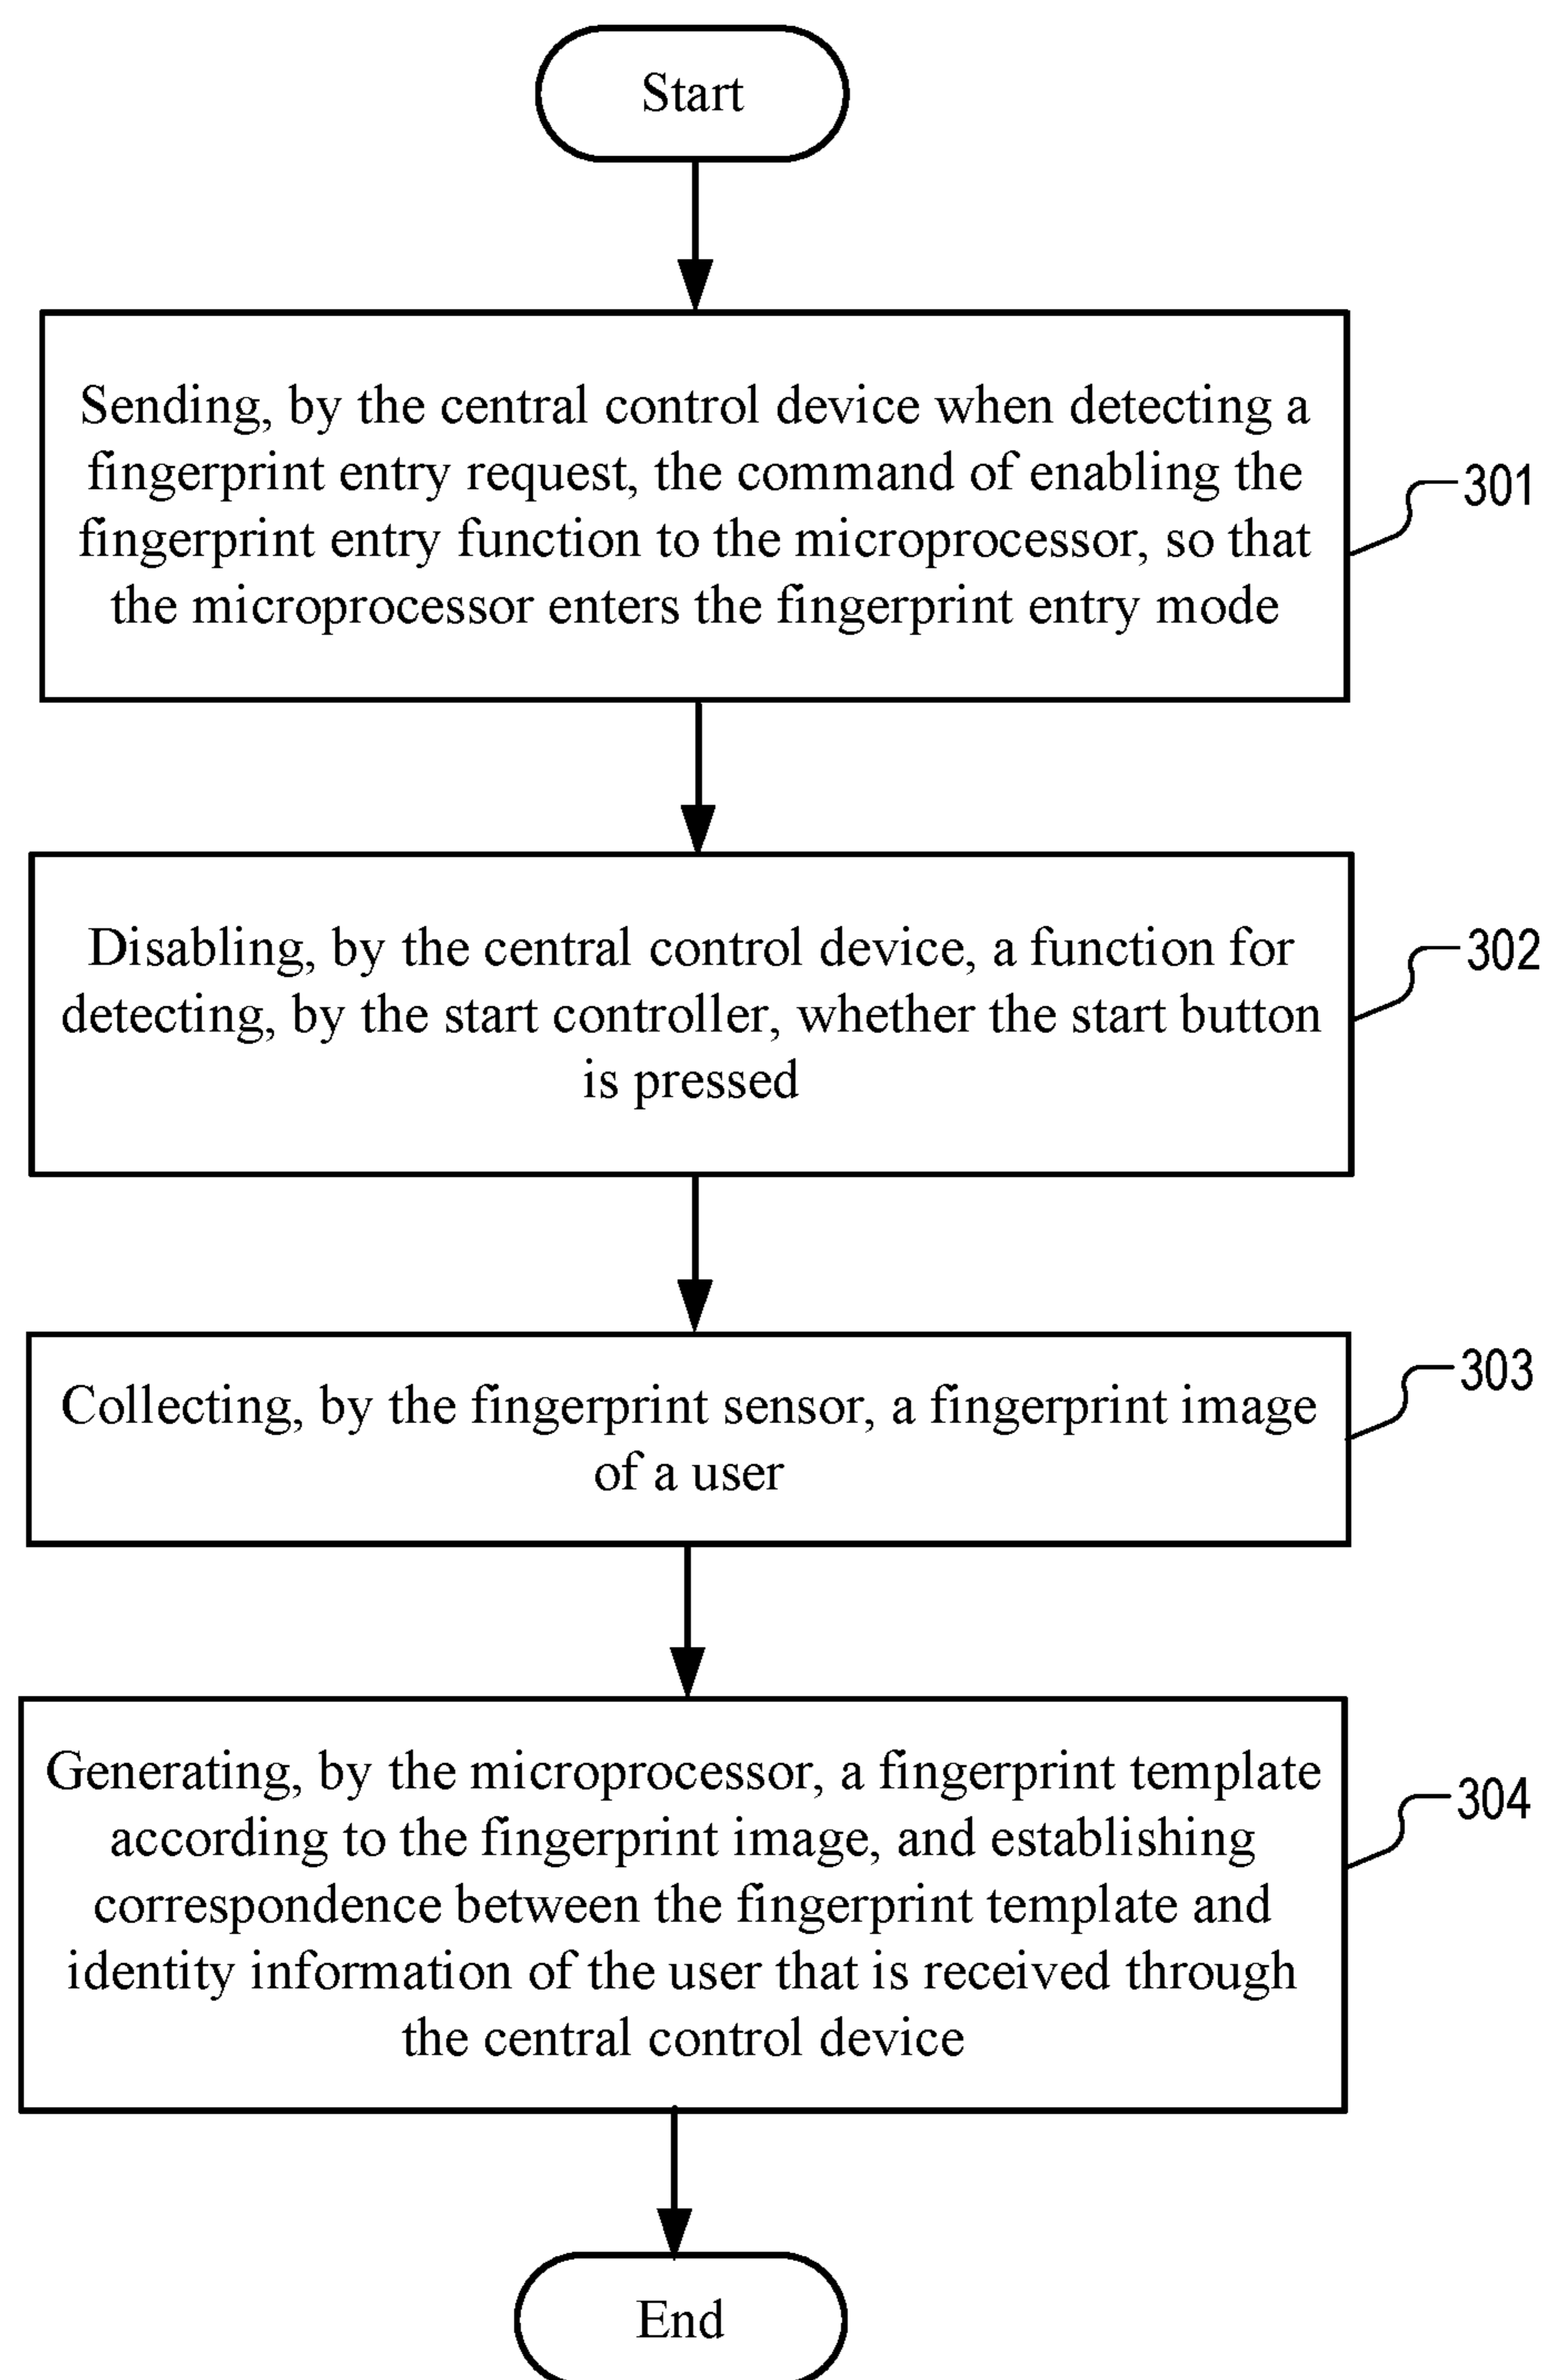 Start
Sending, by the central control device when detecting a
fingerprint entry request, the command of enabling the
fingerprint entry function to the microprocessor, so that
the microprocessor enters the fingerprint entry mode
301
Disabling, by the central control device, a function for
detecting, by the start controller, whether the start button
is pressed
302
Collecting, by the fingerprint sensor, a fingerprint image
of a user
303
Generating, by the microprocessor, a fingerprint template
according to the fingerprint image, and establishing
correspondence between the fingerprint template and
identity information of the user that is received through
the central control device
304
End